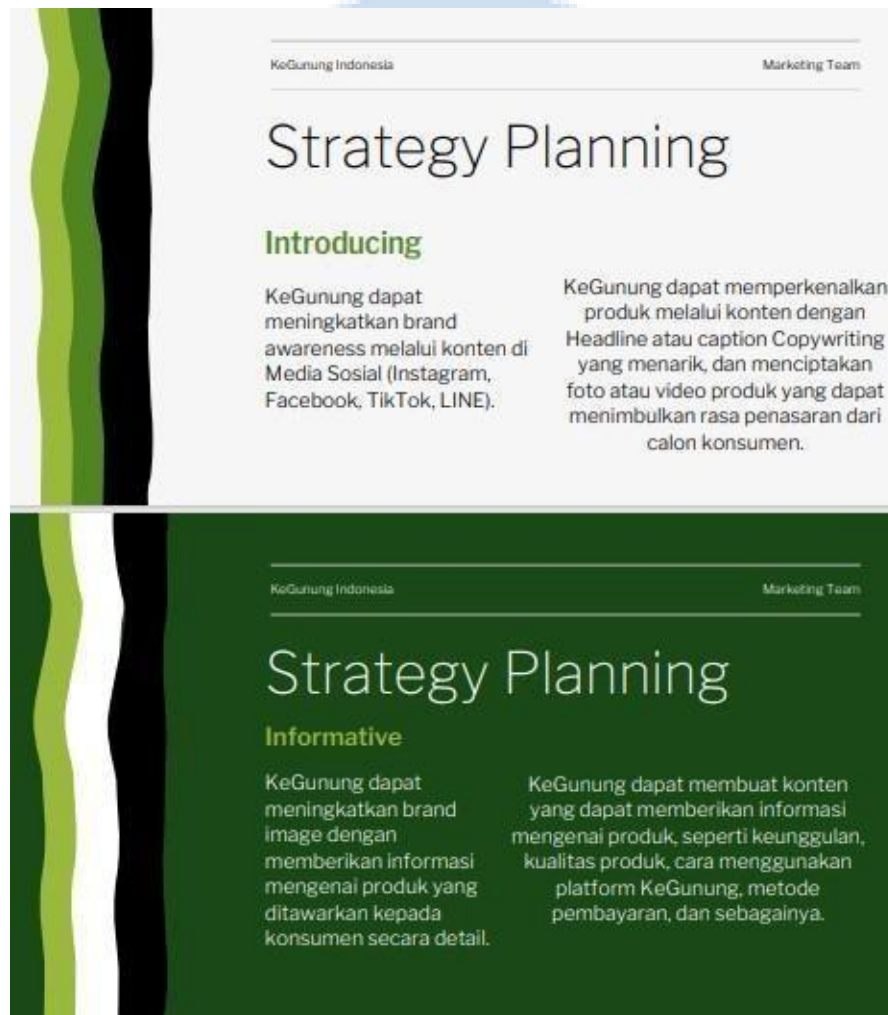 KeGunung Indonesia
Marketing Team
Strategy Planning
Introducing
KeGunung dapat
meningkatkan brand
awareness melalui konten di
Media Sosial (Instagram,
Facebook, TikTok, LINE).
KeGunung dapat memperkenalkan
produk melalui konten dengan
Headline atau caption Copywriting
yang menarik, dan menciptakan
foto atau video produk yang dapat
menimbulkan rasa penasaran dari
calon konsumen.
KeGunung Indonesia
Marketing Team
Strategy Planning
Informative
KeGunung dapat
meningkatkan brand
image dengan
memberikan informasi
mengenai produk yang
ditawarkan kepada
konsumen secara detail.
KeGunung dapat membuat konten
yang dapat memberikan informasi
mengenai produk, seperti keunggulan,
kualitas produk, cara menggunakan
platform KeGunung, metode
pembayaran, dan sebagainya.